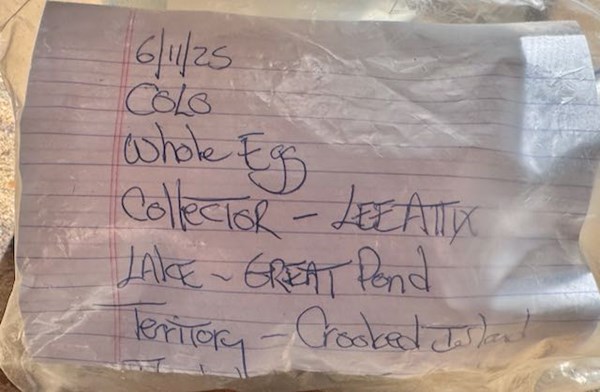 6/11/25
COLO
Whole Egg
Collector - LEE ATTIX
LAKE - GREAT Pond
Territory - Crooked Island